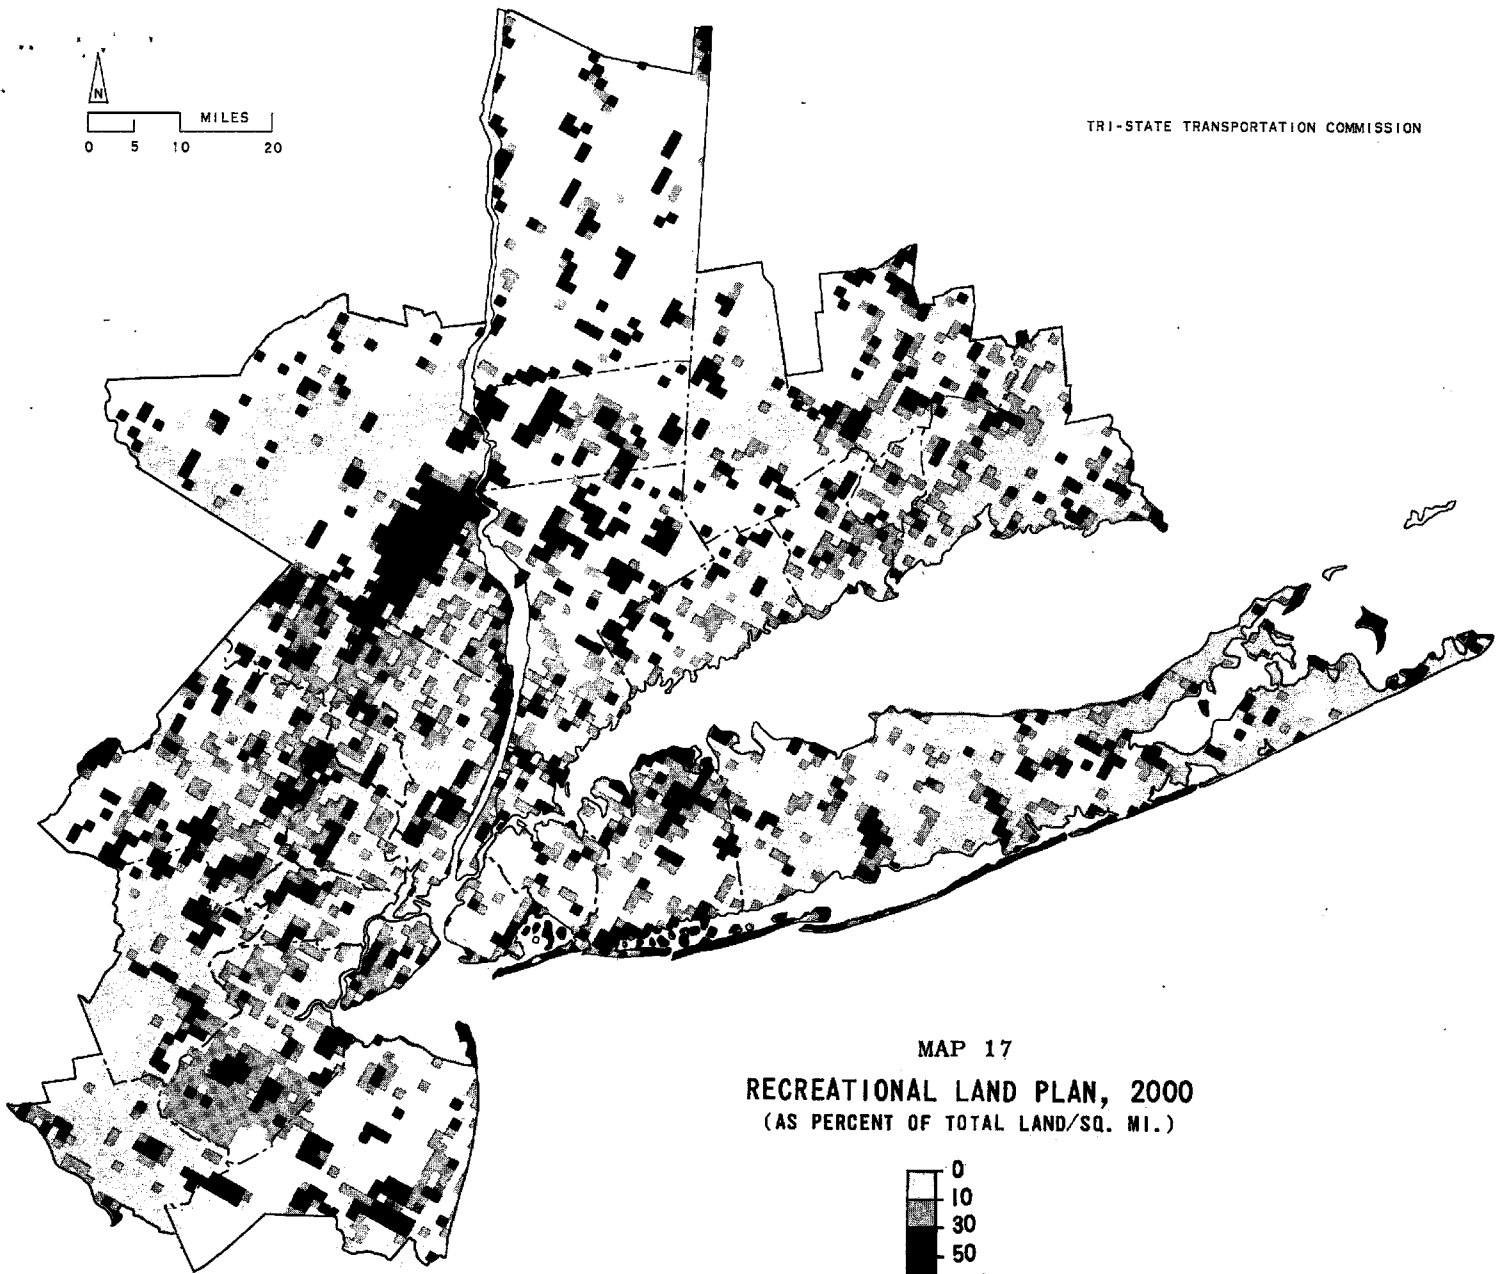 N
MILES
0 5 10 20
TRI-STATE TRANSPORTATION COMMISSION
MAP 17
RECREATIONAL LAND PLAN, 2000
(AS PERCENT OF TOTAL LAND/SQ. MI.)
0
10
30
50